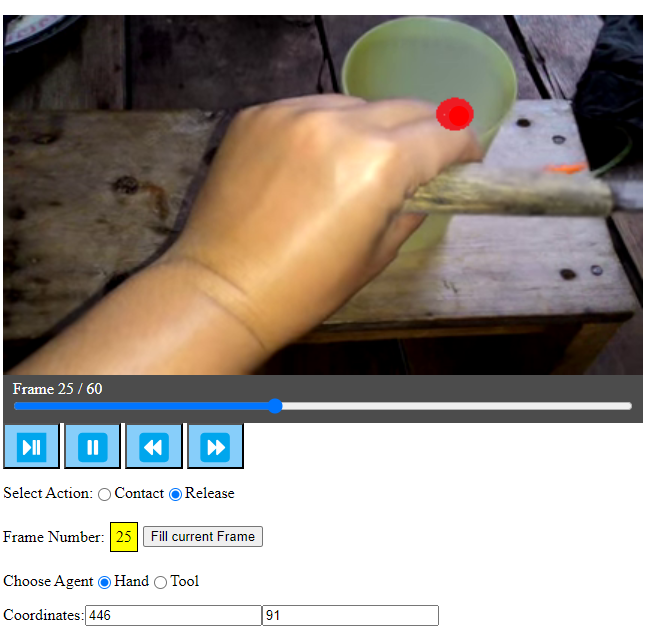 Frame 25 / 60
Select Action: Contact Release
Frame Number: 25 Fill current Frame
Choose Agent Hand Tool
Coordinates: 446 91